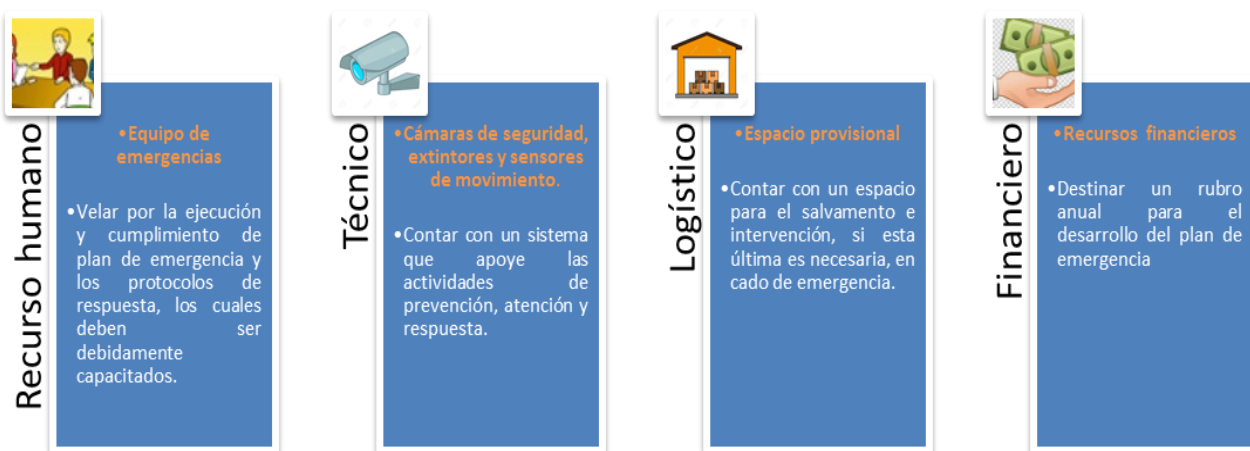 Recurso humano
•Equipo de
emergencias
•Velar por la ejecución
y cumplimiento de
plan de emergencia y
los protocolos de
respuesta, los cuales
deben ser
debidamente
capacitados.
Técnico
•Cámaras de seguridad,
extintores y sensores
de movimiento.
•Contar con un sistema
que apoye las
actividades de
prevención, atención y
respuesta.
Logístico
•Espacio provisional
•Contar con un espacio
para el salvamento e
intervención, si esta
última es necesaria, en
cado de emergencia.
Financiero
•Recursos financieros
•Destinar un rubro
anual para el
desarrollo del plan de
emergencia